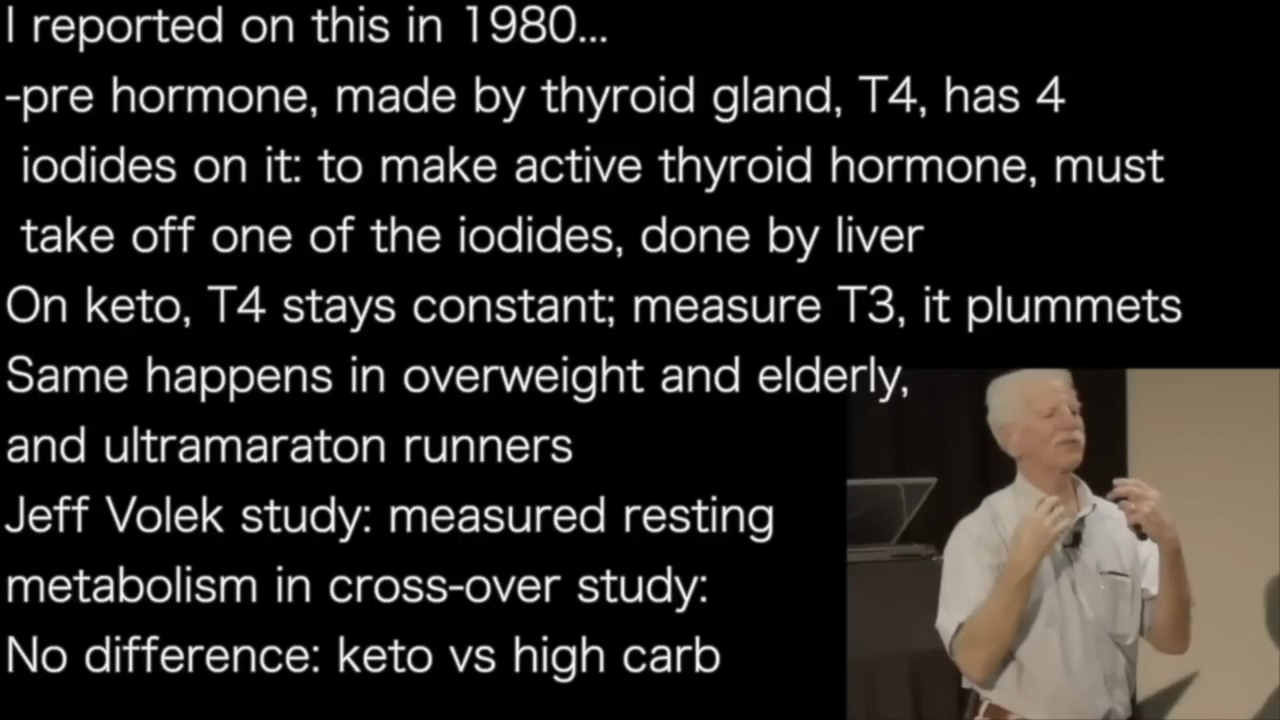 I reported on this in 1980...
-pre hormone, made by thyroid gland, T4, has 4
iodides on it: to make active thyroid hormone, must
take off one of the iodides, done by liver
On keto, T4 stays constant; measure T3, it plummets
Same happens in overweight and elderly,
and ultramaraton runners
Jeff Volek study: measured resting
metabolism in cross-over study:
No difference: keto vs high carb